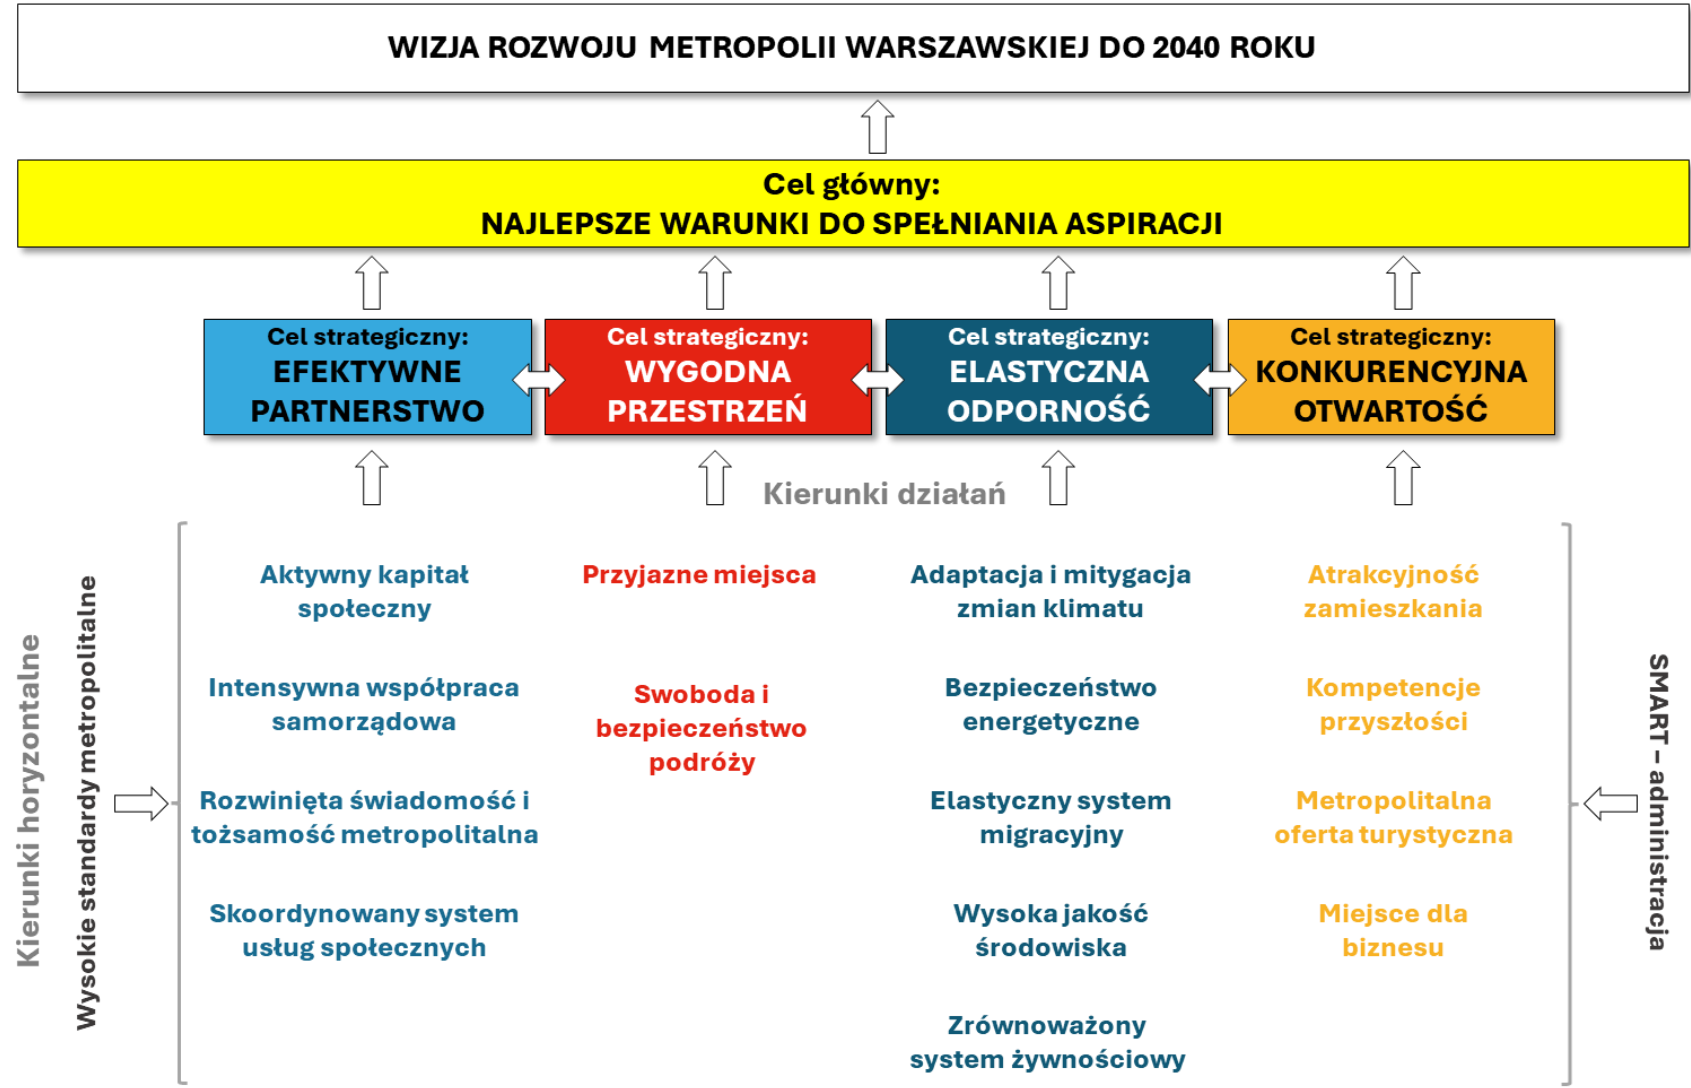 WIZJA ROZWOJU METROPOLII WARSZAWSKIEJ DO 2040 ROKU
Cel główny:
NAJLEPSZE WARUNKI DO SPEŁNIANIA ASPIRACJI
Cel strategiczny:
EFEKTYWNE
PARTNERSTWO
Cel strategiczny:
WYGODNA
PRZESTRZEŃ
Cel strategiczny:
ELASTYCZNA
ODPORNOŚĆ
Cel strategiczny:
KONKURENCYJNA
OTWARTOŚĆ
Kierunki działań
Kierunki horyzontalne
Wysokie standardy metropolitalne
Aktywny kapitał
społeczny
Intensywna współpraca
samorządowa
Rozwinięta świadomość i
tożsamość metropolitalna
Skoordynowany system
usług społecznych
Przyjazne miejsca
Swoboda i
bezpieczeństwo
podróży
Adaptacja i mitygacja
zmian klimatu
Bezpieczeństwo
energetyczne
Elastyczny system
migracyjny
Wysoka jakość
środowiska
Zrównoważony
system żywnościowy
Atrakcyjność
zamieszkania
Kompetencje
przyszłości
Metropolitalna
oferta turystyczna
Miejsce dla
biznesu
SMART – administracja